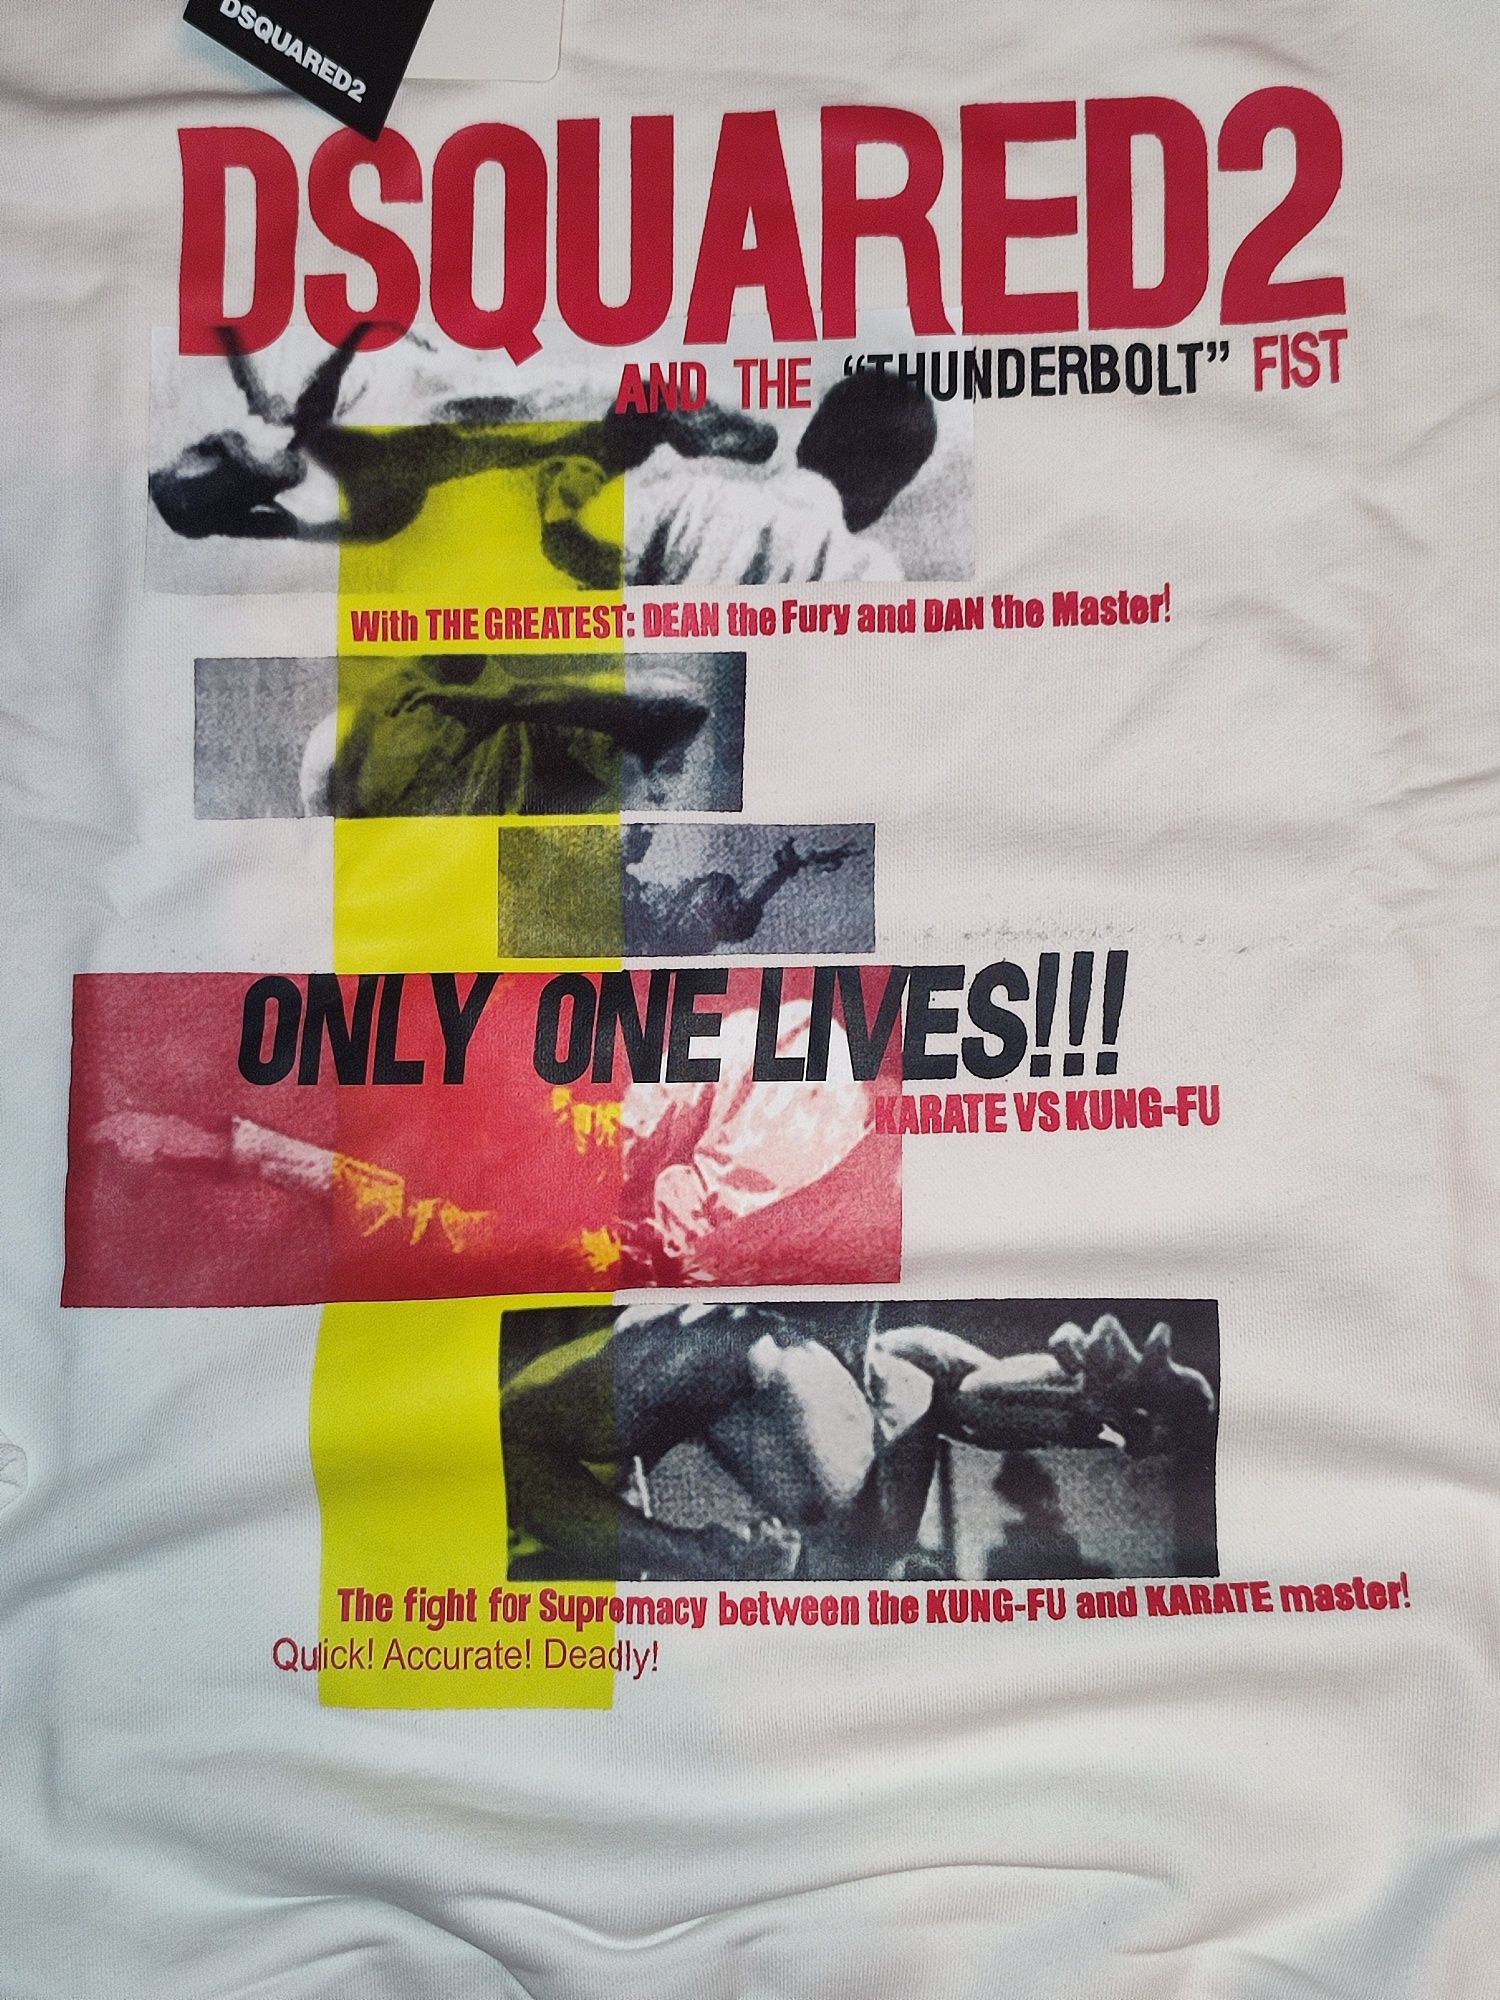 DSQUARED2
DSQUARED2
AND THE “THUNDERBOLT” FIST
With THE GREATEST: DEAN the Fury and DAN the Master!
ONLY ONE LIVES!!!
KARATE VS KUNG-FU
The fight for Supremacy between the KUNG-FU and KARATE master!
Quick! Accurate! Deadly!